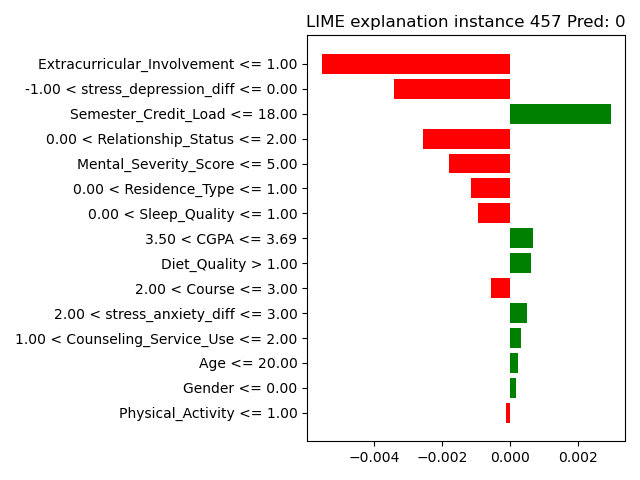 LIME explanation instance 457 Pred: 0
Extracurricular_Involvement <= 1.00
-1.00 < stress_depression_diff <= 0.00
Semester_Credit_Load <= 18.00
0.00 < Relationship_Status <= 2.00
Mental_Severity_Score <= 5.00
0.00 < Residence_Type <= 1.00
0.00 < Sleep_Quality <= 1.00
3.50 < CGPA <= 3.69
Diet_Quality > 1.00
2.00 < Course <= 3.00
2.00 < stress_anxiety_diff <= 3.00
1.00 < Counseling_Service_Use <= 2.00
Age <= 20.00
Gender <= 0.00
Physical_Activity <= 1.00
−0.004 −0.002 0.000 0.002